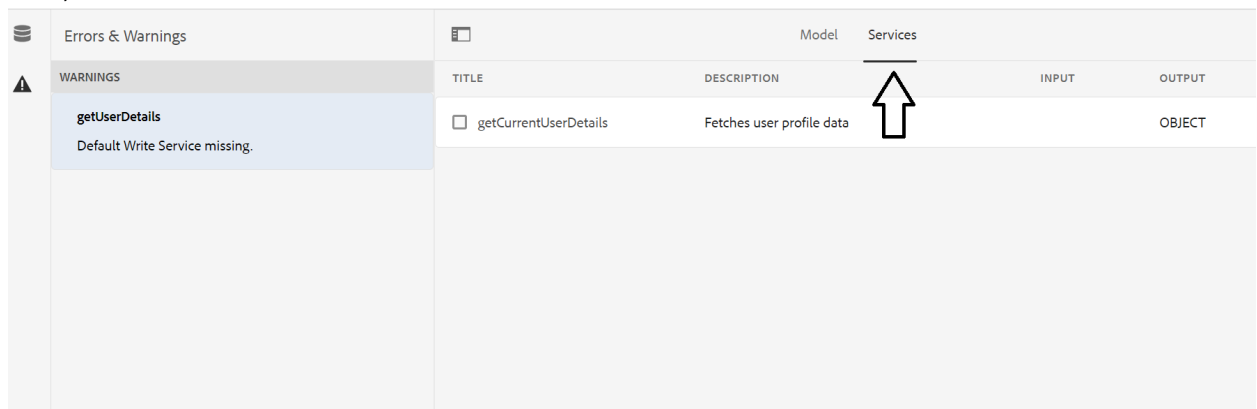 Errors & Warnings
Model Services
WARNINGS
TITLE DESCRIPTION INPUT OUTPUT
getUserDetails
Default Write Service missing.
getCurrentUserDetails Fetches user profile data OBJECT